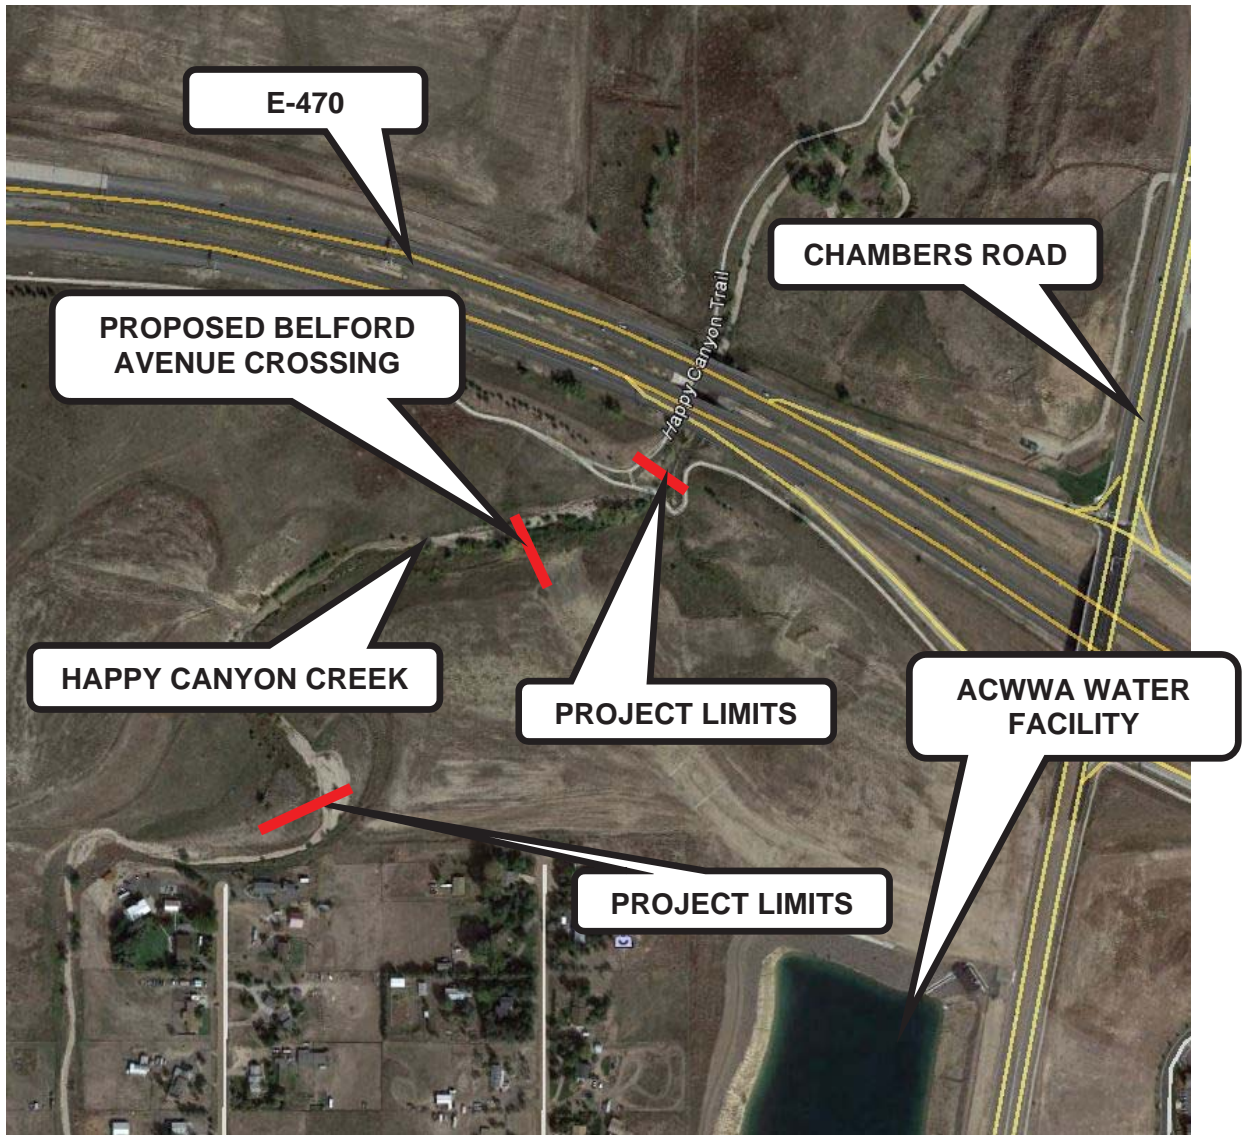 E-470
CHAMBERS ROAD
PROPOSED BELFORD
AVENUE CROSSING
Happy Canyon Trail
HAPPY CANYON CREEK
PROJECT LIMITS
ACWWA WATER
FACILITY
PROJECT LIMITS